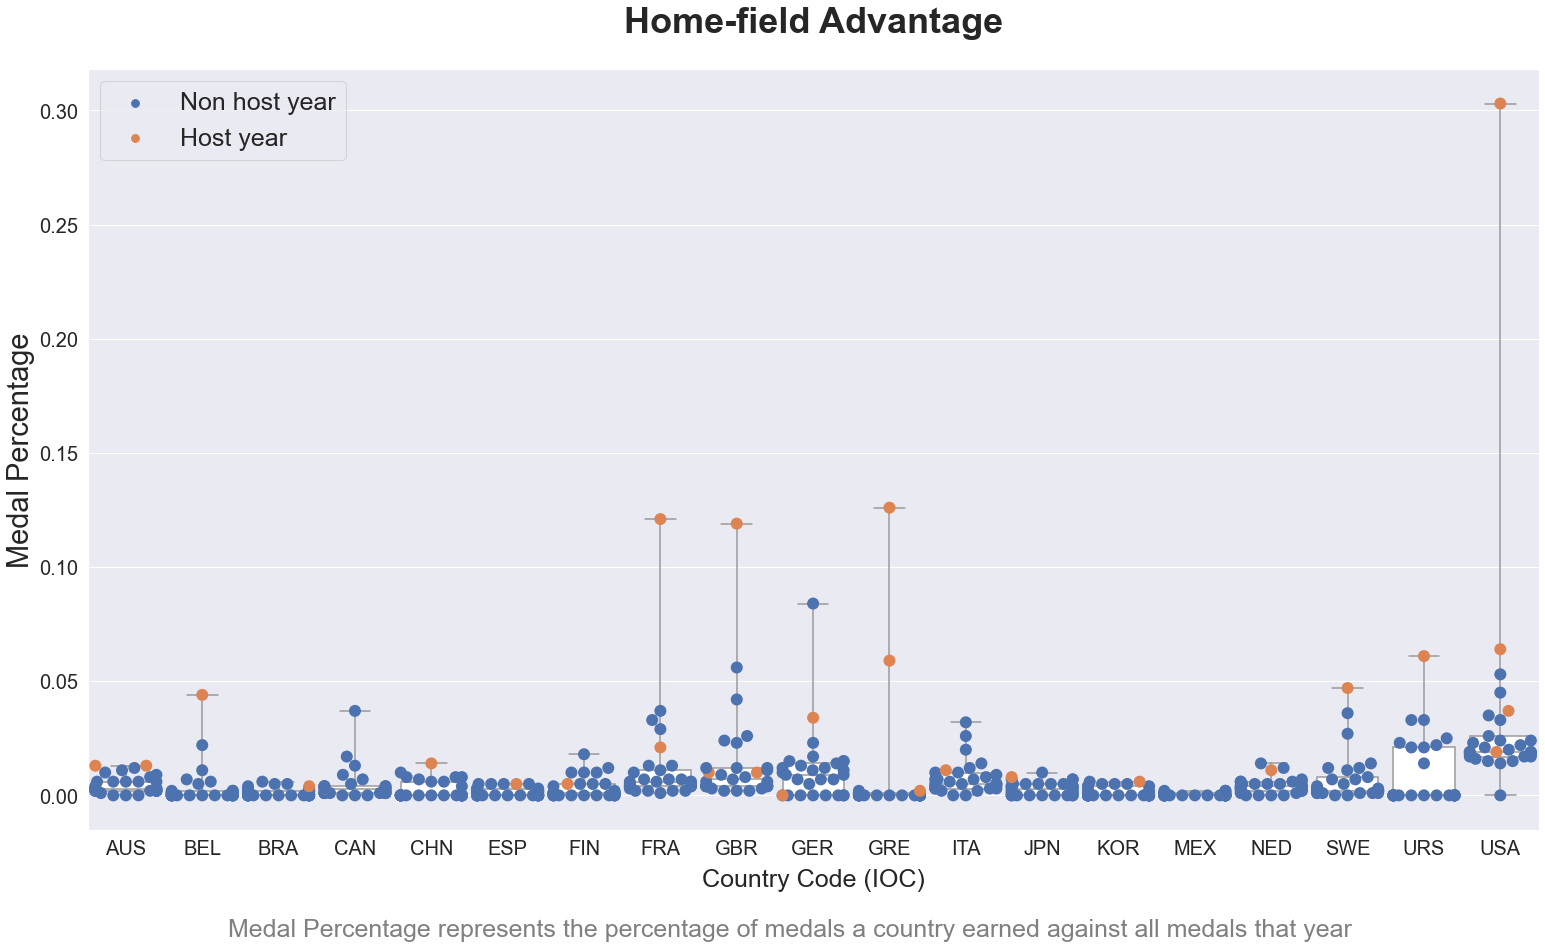 Home-field Advantage
Non host year
Host year
0.30
0.25
0.20
0.15
0.10
0.05
0.00
Medal Percentage
AUS BEL BRA CAN CHN ESP FIN FRA GBR GER GRE ITA JPN KOR MEX NED SWE URS USA
Country Code (IOC)
Medal Percentage represents the percentage of medals a country earned against all medals that year